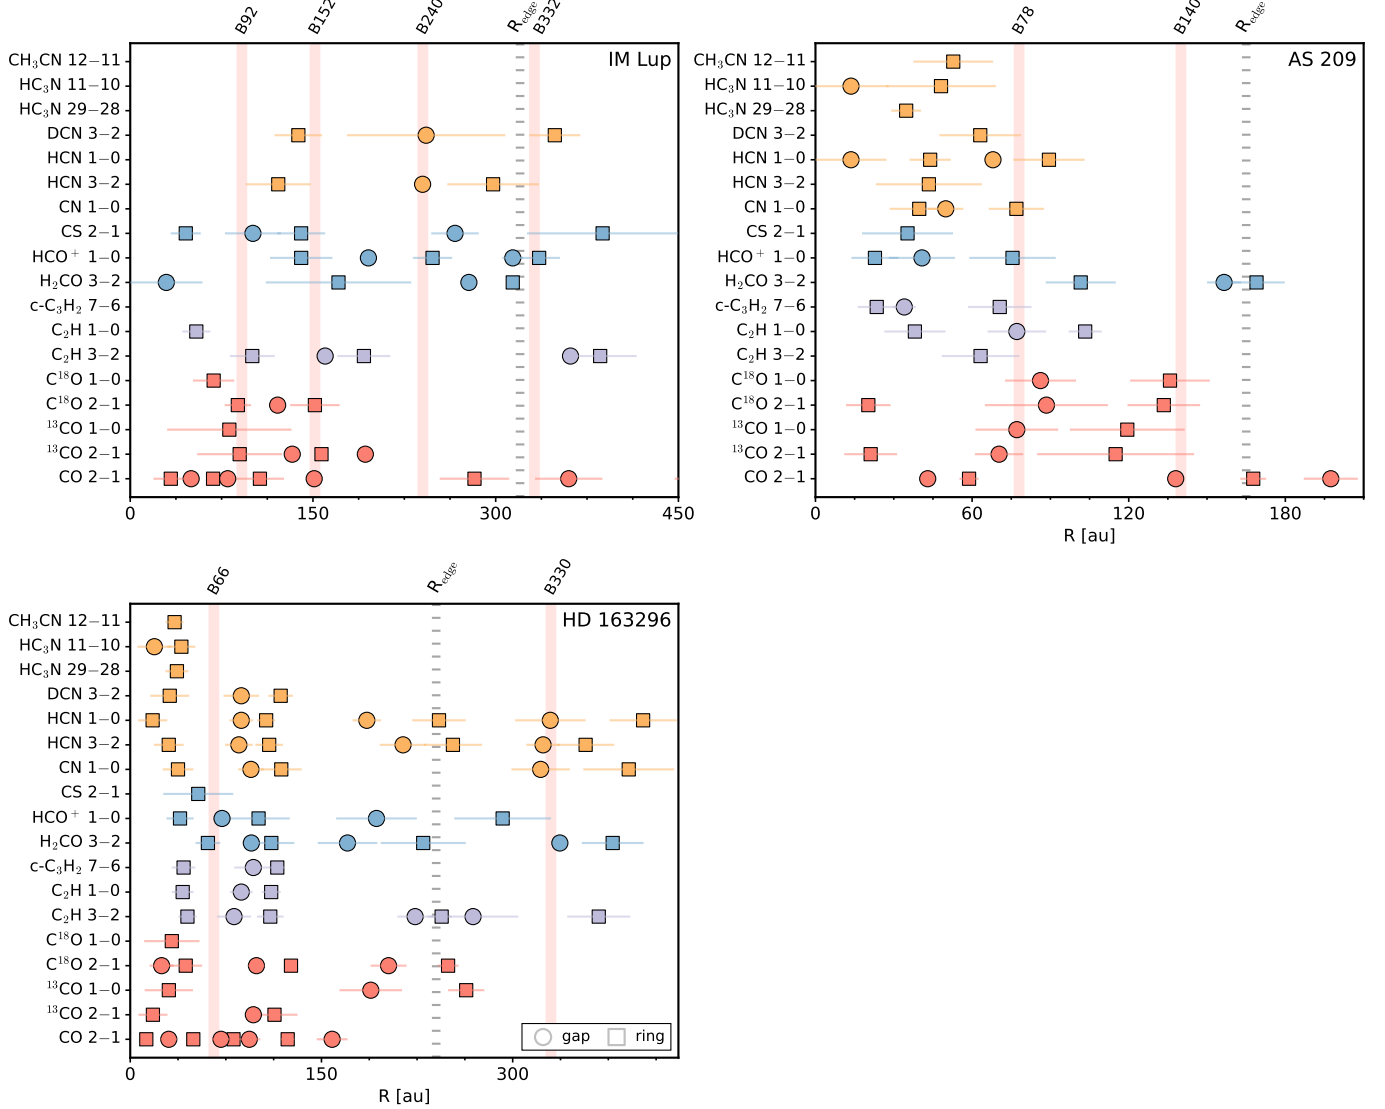 B92 B152 B240 R_edge B332
IM Lup
CH₃CN 12−11
HC₃N 11−10
HC₃N 29−28
DCN 3−2
HCN 1−0
HCN 3−2
CN 1−0
CS 2−1
HCO⁺ 1−0
H₂CO 3−2
c-C₃H₂ 7−6
C₂H 1−0
C₂H 3−2
C¹⁸O 1−0
C¹⁸O 2−1
¹³CO 1−0
¹³CO 2−1
CO 2−1
0 150 300 450
B78 B140 R_edge
AS 209
CH₃CN 12−11
HC₃N 11−10
HC₃N 29−28
DCN 3−2
HCN 1−0
HCN 3−2
CN 1−0
CS 2−1
HCO⁺ 1−0
H₂CO 3−2
c-C₃H₂ 7−6
C₂H 1−0
C₂H 3−2
C¹⁸O 1−0
C¹⁸O 2−1
¹³CO 1−0
¹³CO 2−1
CO 2−1
0 60 120 180
R [au]
B66 R_edge B330
HD 163296
CH₃CN 12−11
HC₃N 11−10
HC₃N 29−28
DCN 3−2
HCN 1−0
HCN 3−2
CN 1−0
CS 2−1
HCO⁺ 1−0
H₂CO 3−2
c-C₃H₂ 7−6
C₂H 1−0
C₂H 3−2
C¹⁸O 1−0
C¹⁸O 2−1
¹³CO 1−0
¹³CO 2−1
CO 2−1
gap ring
0 150 300
R [au]